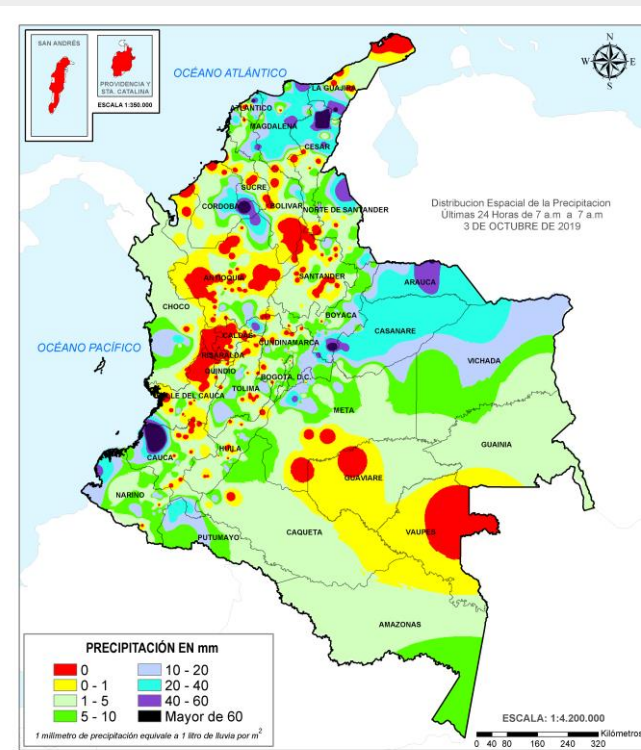 SAN ANDRÉS
PROVIDENCIA Y
STA. CATALINA
ESCALA 1:350.000
N
W
E
S
OCÉANO ATLÁNTICO
LA GUAJIRA
ATLANTICO
MAGDALENA
CESAR
SUCRE
CORDOBA
BOLIVAR
NORTE DE SANTANDER
Distribucion Espacial de la Precipitacion
Últimas 24 Horas de 7 a.m a 7 a.m
3 DE OCTUBRE DE 2019
ANTIOQUIA
SANTANDER
ARAUCA
CHOCO
BOYACA
CASANARE
OCÉANO PACÍFICO
CALDAS
CUNDINAMARCA
RISARALDA
VICHADA
QUINDIO
BOGOTA, D.C.
TOLIMA
VALLE DEL CAUCA
META
GUAINIA
CAUCA
HUILA
GUAVIARE
NARIÑO
CAQUETA
VAUPES
PUTUMAYO
AMAZONAS
PRECIPITACIÓN EN mm
0
10 - 20
0 - 1
20 - 40
1 - 5
40 - 60
5 - 10
Mayor de 60
1 milimetro de precipitación equivale a 1 litro de lluvia por m²
ESCALA: 1:4.200.000
Kilómetros
0 40 80 160 240 320